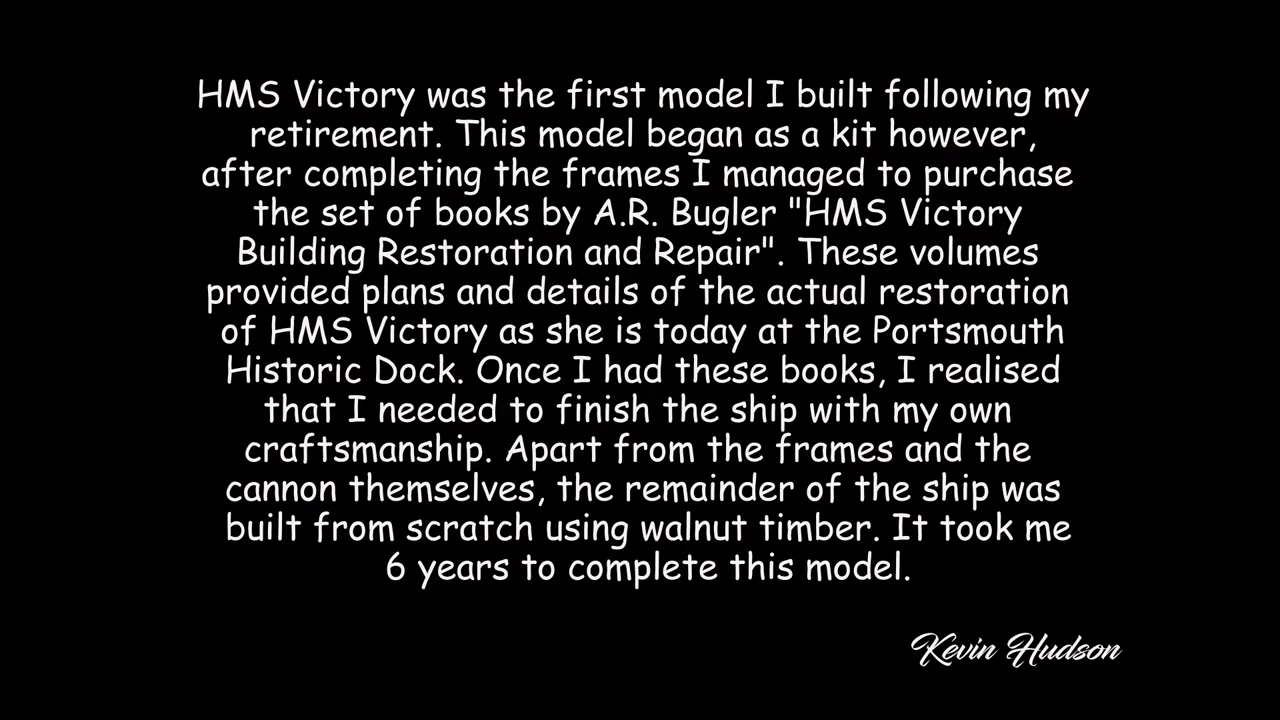 HMS Victory was the first model I built following my
retirement. This model began as a kit however,
after completing the frames I managed to purchase
the set of books by A.R. Bugler "HMS Victory
Building Restoration and Repair". These volumes
provided plans and details of the actual restoration
of HMS Victory as she is today at the Portsmouth
Historic Dock. Once I had these books, I realised
that I needed to finish the ship with my own
craftsmanship. Apart from the frames and the
cannon themselves, the remainder of the ship was
built from scratch using walnut timber. It took me
6 years to complete this model.
Kevin Hudson